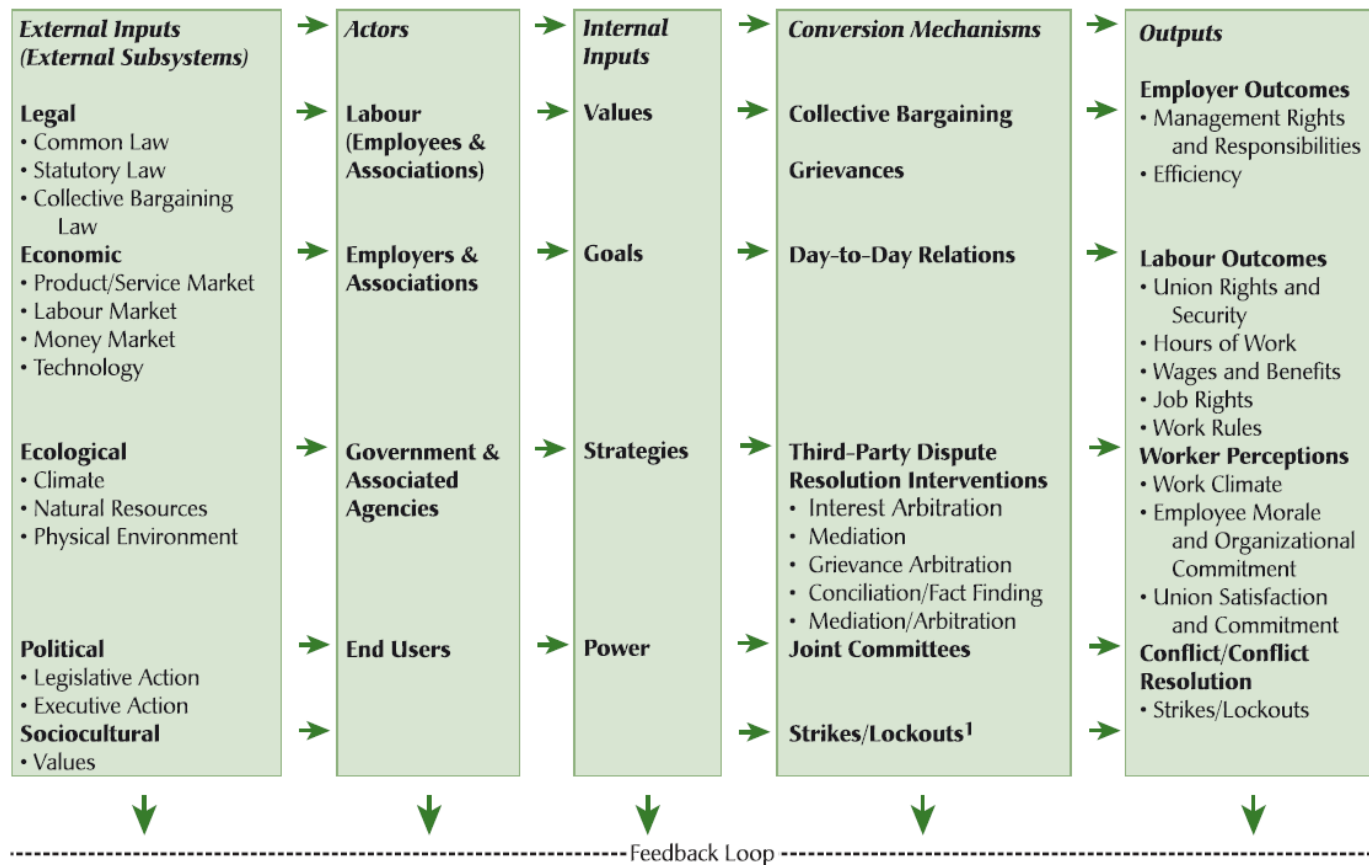 External Inputs
(External Subsystems)
Legal
• Common Law
• Statutory Law
• Collective Bargaining
Law
Economic
• Product/Service Market
• Labour Market
• Money Market
• Technology
Ecological
• Climate
• Natural Resources
• Physical Environment
Political
• Legislative Action
• Executive Action
Sociocultural
• Values
Actors
Labour
(Employees &
Associations)
Employers &
Associations
Government &
Associated
Agencies
End Users
Internal
Inputs
Values
Goals
Strategies
Power
Conversion Mechanisms
Collective Bargaining
Grievances
Day-to-Day Relations
Third-Party Dispute
Resolution Interventions
• Interest Arbitration
• Mediation
• Grievance Arbitration
• Conciliation/Fact Finding
• Mediation/Arbitration
Joint Committees
Strikes/Lockouts¹
Outputs
Employer Outcomes
• Management Rights
and Responsibilities
• Efficiency
Labour Outcomes
• Union Rights and
Security
• Hours of Work
• Wages and Benefits
• Job Rights
• Work Rules
Worker Perceptions
• Work Climate
• Employee Morale
and Organizational
Commitment
• Union Satisfaction
and Commitment
Conflict/Conflict
Resolution
• Strikes/Lockouts
Feedback Loop